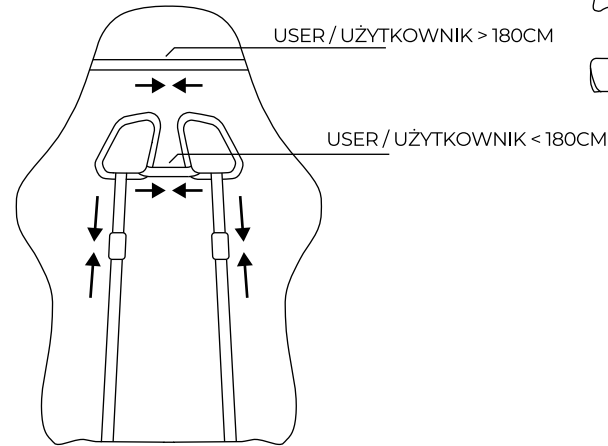 USER / UŻYTKOWNIK > 180CM
USER / UŻYTKOWNIK < 180CM